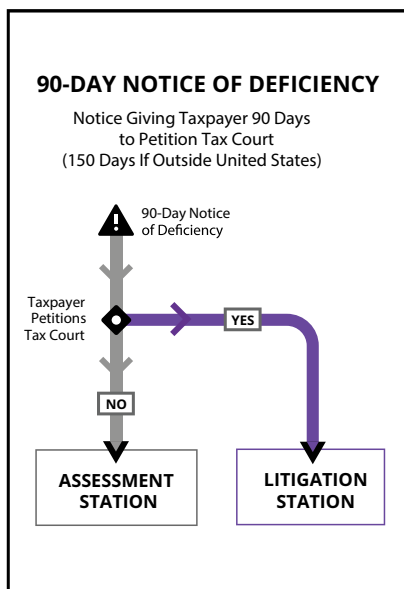 90-DAY NOTICE OF DEFICIENCY
Notice Giving Taxpayer 90 Days
to Petition Tax Court
(150 Days If Outside United States)
90-Day Notice
of Deficiency
Taxpayer
Petitions
Tax Court
YES
NO
ASSESSMENT
STATION
LITIGATION
STATION